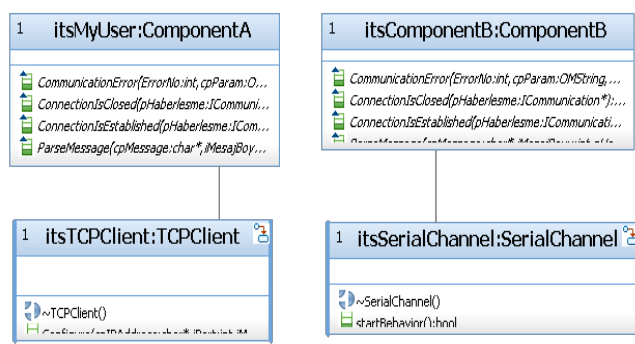 1 itsMyUser:ComponentA
CommunicationError(ErrorNo:int,cpParam:O...
ConnectionIsClosed(pHaberlesme:ICommuni...
ConnectionIsEstablished(pHaberlesme:ICom...
ParseMessage(cpMessage:char*,iMesajBoy...
1 itsComponentB:ComponentB
CommunicationError(ErrorNo:int,cpParam:OMString,...
ConnectionIsClosed(pHaberlesme:ICommunication*):...
ConnectionIsEstablished(pHaberlesme:ICommunicati...
1 itsTCPClient:TCPClient
~TCPClient()
1 itsSerialChannel:SerialChannel
~SerialChannel()
startBehavior():bool